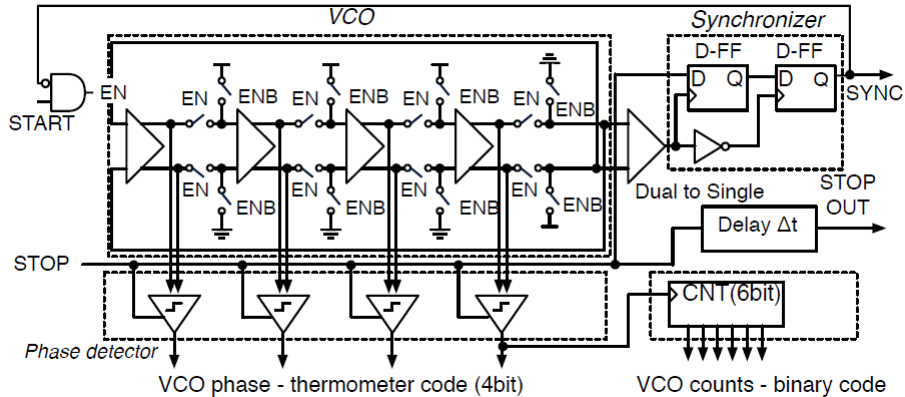 VCO
Synchronizer
D-FF D-FF
D Q D Q
SYNC
EN
START
EN ENB EN ENB EN ENB EN ENB
EN ENB EN ENB EN ENB EN ENB
Dual to Single
STOP OUT
Delay Δt
STOP
CNT(6bit)
Phase detector
VCO phase - thermometer code (4bit)
VCO counts - binary code